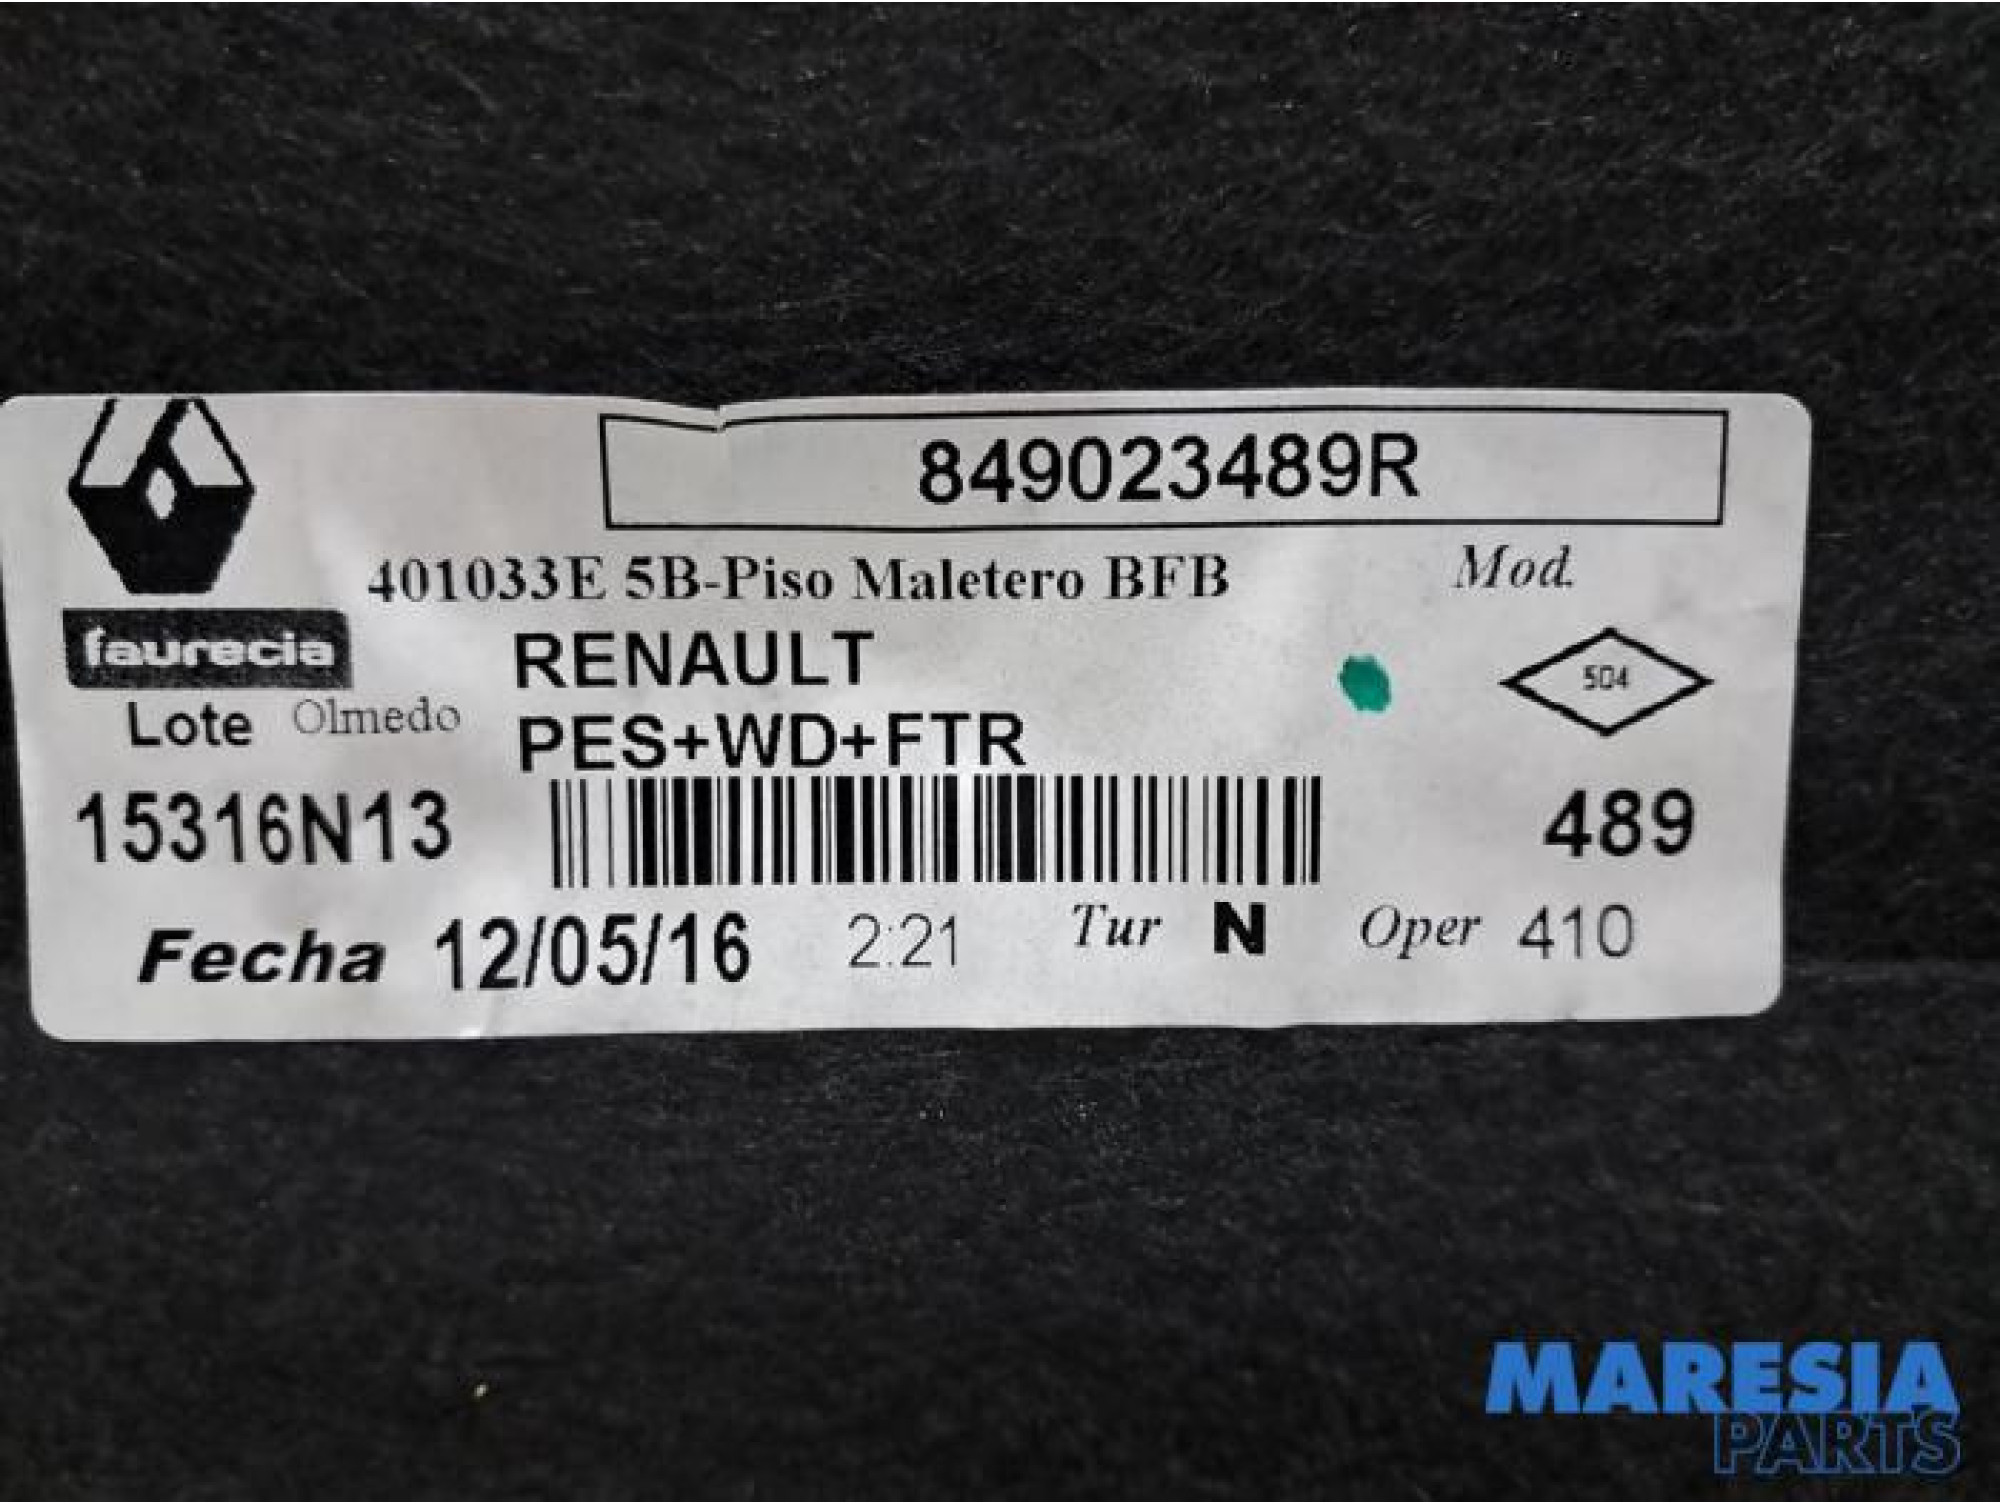 849023489R
401033E 5B-Piso Maletero BFB
Mod.
faurecia
RENAULT
504
Lote Olmedo
PES+WD+FTR
15316N13
489
Fecha 12/05/16 2:21 Tur N Oper 410
MARESIA
PARTS